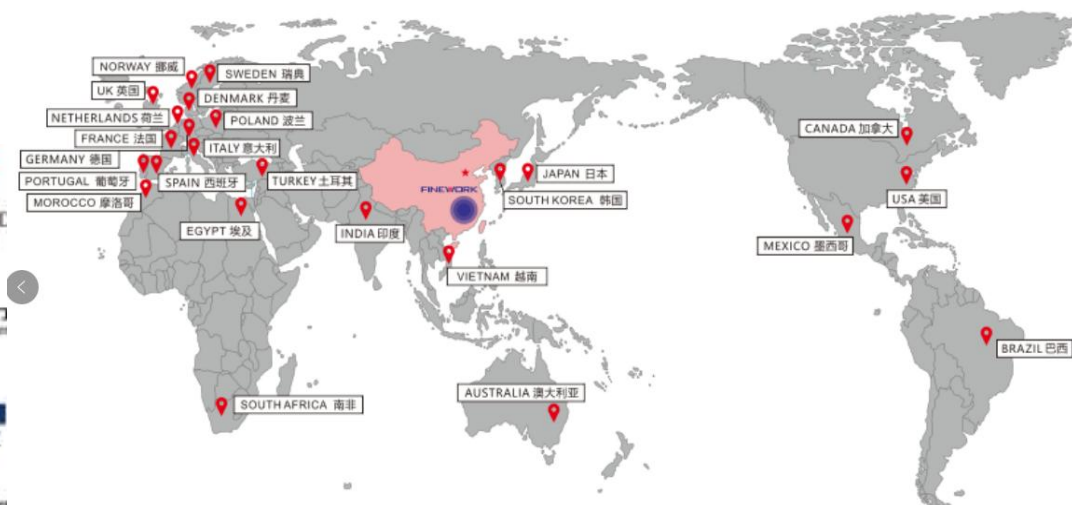 NORWAY 挪威
SWEDEN 瑞典
UK 英国
DENMARK 丹麦
NETHERLANDS 荷兰
POLAND 波兰
FRANCE 法国
ITALY 意大利
GERMANY 德国
PORTUGAL 葡萄牙
SPAIN 西班牙
TURKEY 土耳其
MOROCCO 摩洛哥
EGYPT 埃及
INDIA 印度
FINEWORK
JAPAN 日本
SOUTH KOREA 韩国
VIETNAM 越南
CANADA 加拿大
USA 美国
MEXICO 墨西哥
BRAZIL 巴西
AUSTRALIA 澳大利亚
SOUTH AFRICA 南非